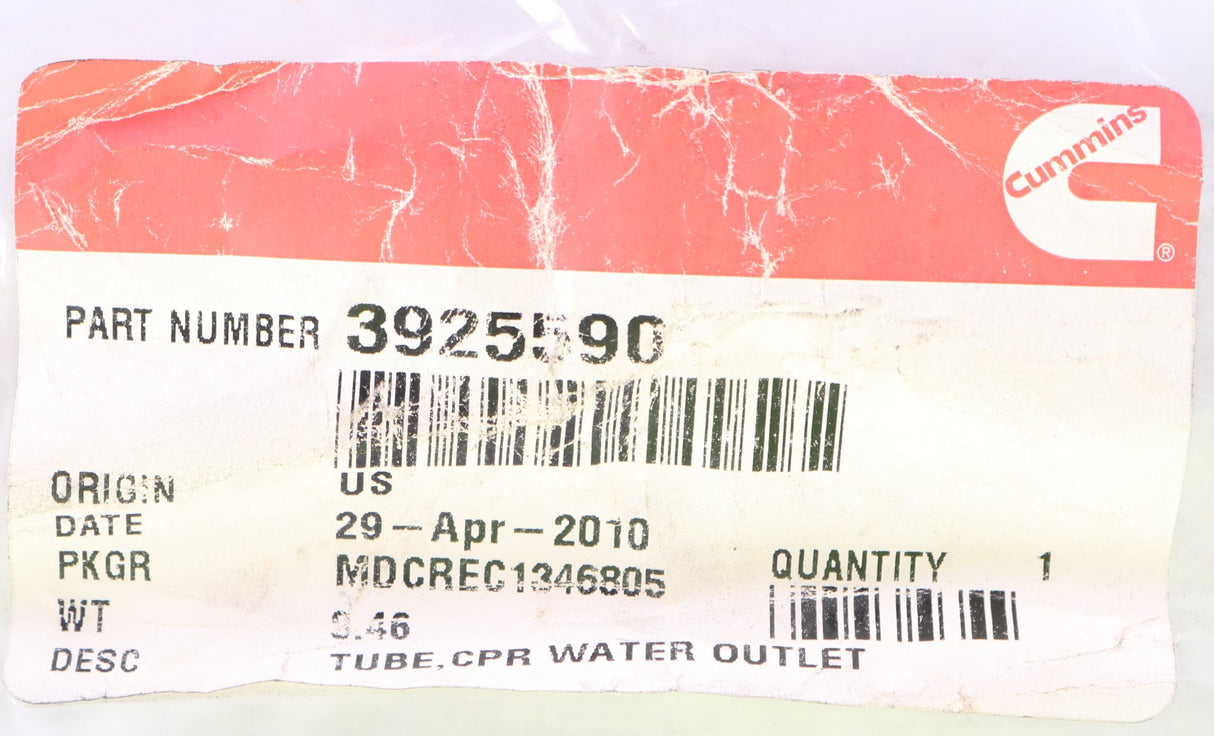 Cummins
®
PART NUMBER 3925590
ORIGIN US
DATE 29-Apr-2010
PKGR MDCREC1346805
QUANTITY 1
WT
DESC TUBE,CPR WATER OUTLET